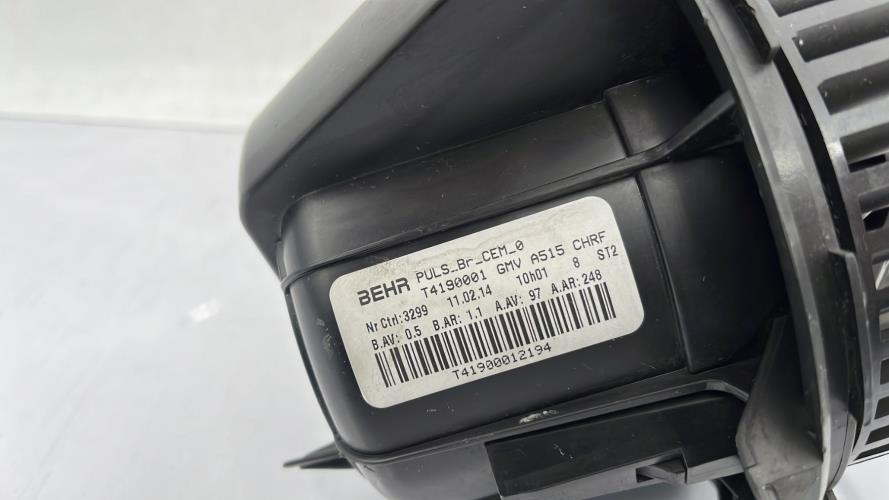 BEHR PULS_Br_CEM_0
T4190001 GMV A515 CHRF
Nr Ctrl:3299 11.02.14 10h01 8 ST2
B.AV: 0.5 B.AR: 1.1 A.AV: 97 A.AR:248
T41900012194